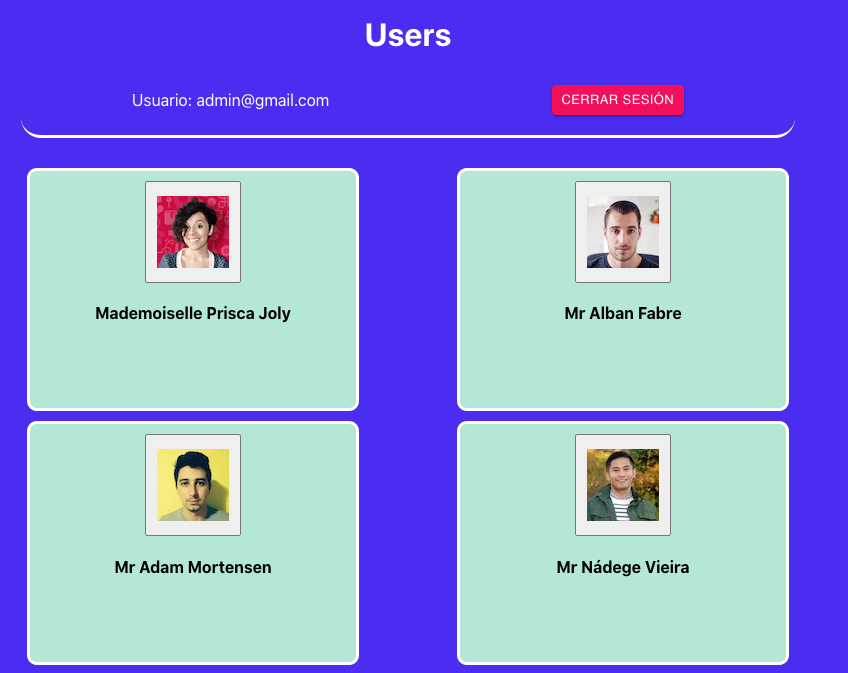 Users
Usuario: admin@gmail.com
CERRAR SESIÓN
Mademoiselle Prisca Joly
Mr Alban Fabre
Mr Adam Mortensen
Mr Nádege Vieira